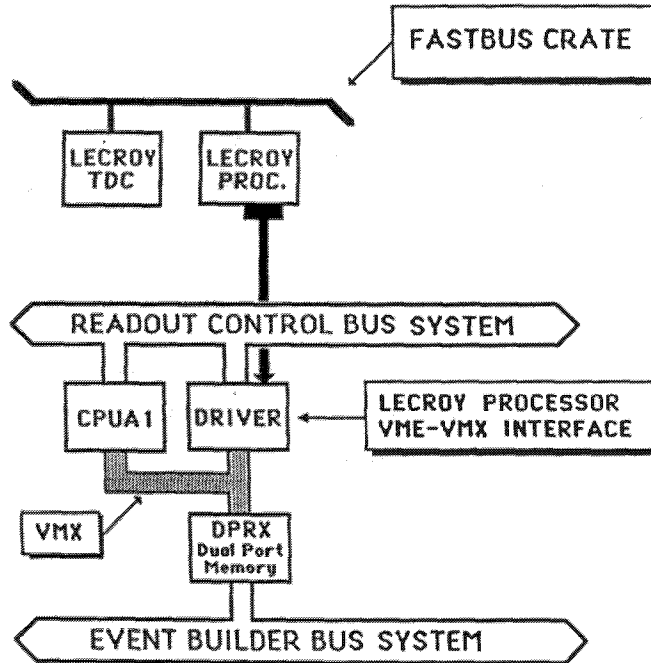 FASTBUS CRATE
LECROY
TDC
LECROY
PROC.
READOUT CONTROL BUS SYSTEM
CPUA1
DRIVER
LECROY PROCESSOR
VME-VMX INTERFACE
VMX
DPRX
Dual Port
Memory
EVENT BUILDER BUS SYSTEM